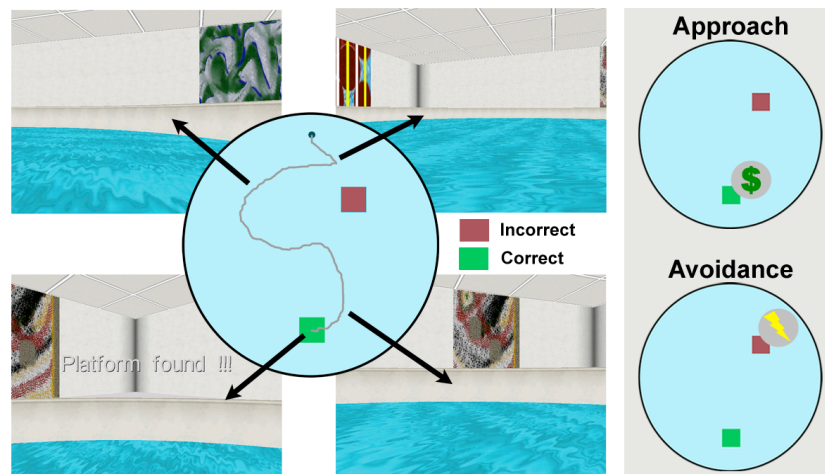 Approach
$
Incorrect
Correct
Avoidance
Platform found !!!